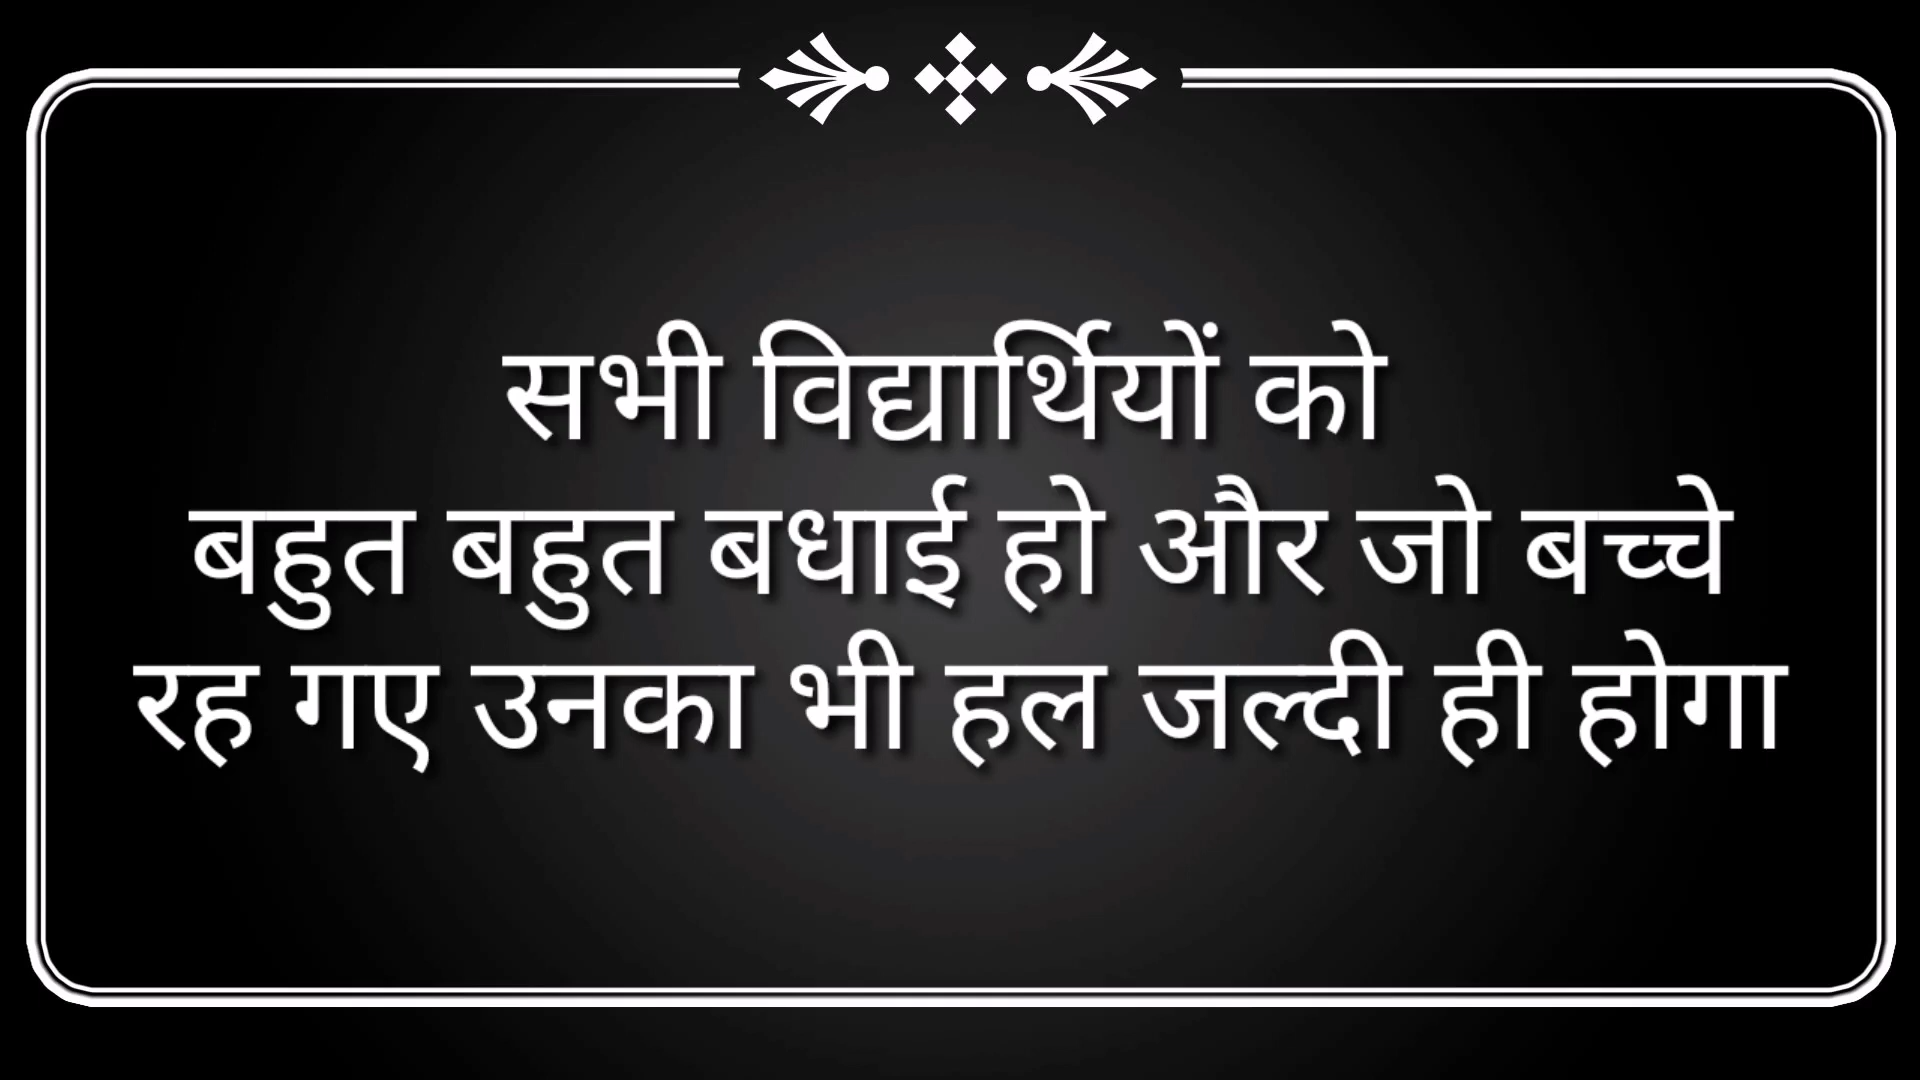 सभी विद्यार्थियों को
बहुत बहुत बधाई हो और जो बच्चे
रह गए उनका भी हल जल्दी ही होगा